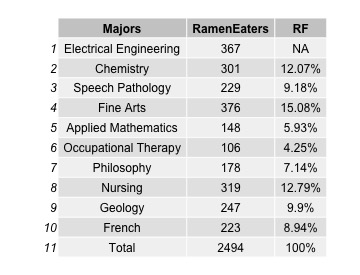 Majors RamenEaters RF
1 Electrical Engineering 367 NA
2 Chemistry 301 12.07%
3 Speech Pathology 229 9.18%
4 Fine Arts 376 15.08%
5 Applied Mathematics 148 5.93%
6 Occupational Therapy 106 4.25%
7 Philosophy 178 7.14%
8 Nursing 319 12.79%
9 Geology 247 9.9%
10 French 223 8.94%
11 Total 2494 100%